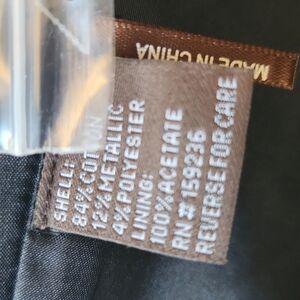 MADE IN CHINA
SHELL:
84% COTTON
12% METALLIC
4% POLYESTER
LINING:
100% ACETATE
RN # 159236
REVERSE FOR CARE